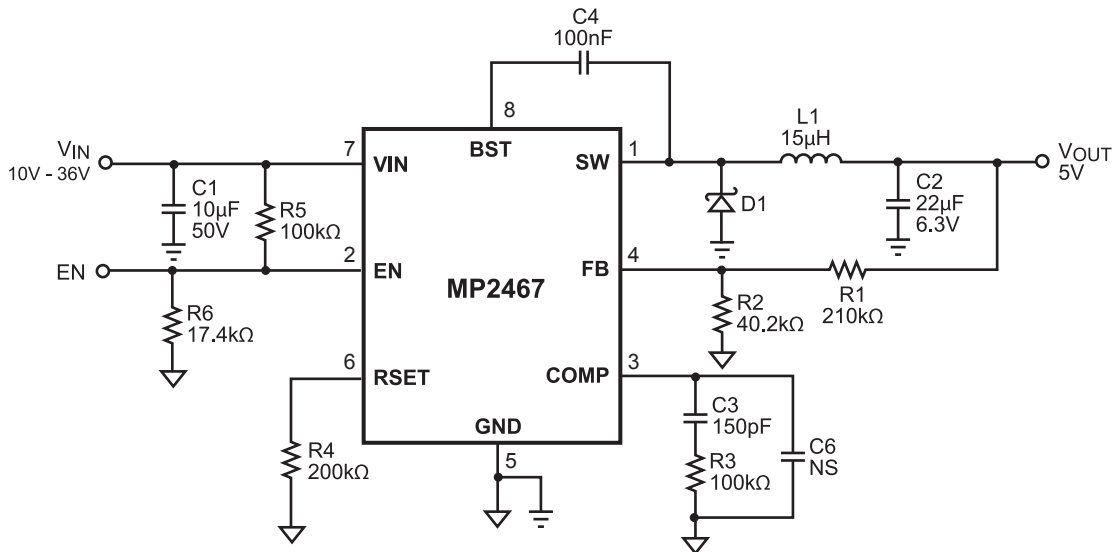 C4
100nF
8
BST
VIN
10V - 36V
7
VIN
SW
1
L1
15µH
VOUT
5V
C1
10µF
50V
R5
100kΩ
D1
C2
22µF
6.3V
EN
2
EN
MP2467
FB
4
R1
210kΩ
R6
17.4kΩ
R2
40.2kΩ
6
RSET
COMP
3
GND
5
R4
200kΩ
C3
150pF
R3
100kΩ
C6
NS